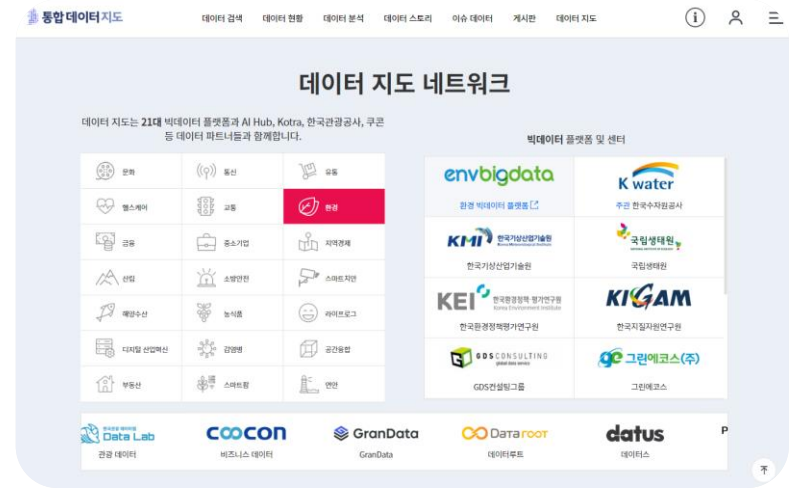 통합 데이터지도
데이터 검색 데이터 현황 데이터 분석 데이터 스토리 이슈 데이터 게시판 데이터 지도
데이터 지도 네트워크
데이터 지도는 21대 빅데이터 플랫폼과 AI Hub, Kotra, 한국관광공사, 쿠콘
등 데이터 파트너들과 함께합니다.
문화 통신 유통
헬스케어 교통 환경
금융 중소기업 지역경제
산림 소방안전 스마트치안
해양수산 농식품 라이프로그
디지털 산업혁신 감염병 공간융합
부동산 스마트팜 연안
빅데이터 플랫폼 및 센터
envbigdata
환경 빅데이터 플랫폼
K water
주관 한국수자원공사
KMI 한국기상산업기술원
한국기상산업기술원
국립생태원
국립생태원
KEI 한국환경정책·평가연구원
Korea Environment Institute
한국환경정책평가연구원
KIGAM
한국지질자원연구원
GDS CONSULTING
global data service
GDS컨설팅그룹
ge 그린에코스(주)
그린에코스
Data Lab
관광 데이터
coocon
비즈니스 데이터
GranData
GranData
DATAROOT
데이터루트
datus
데이터스
P